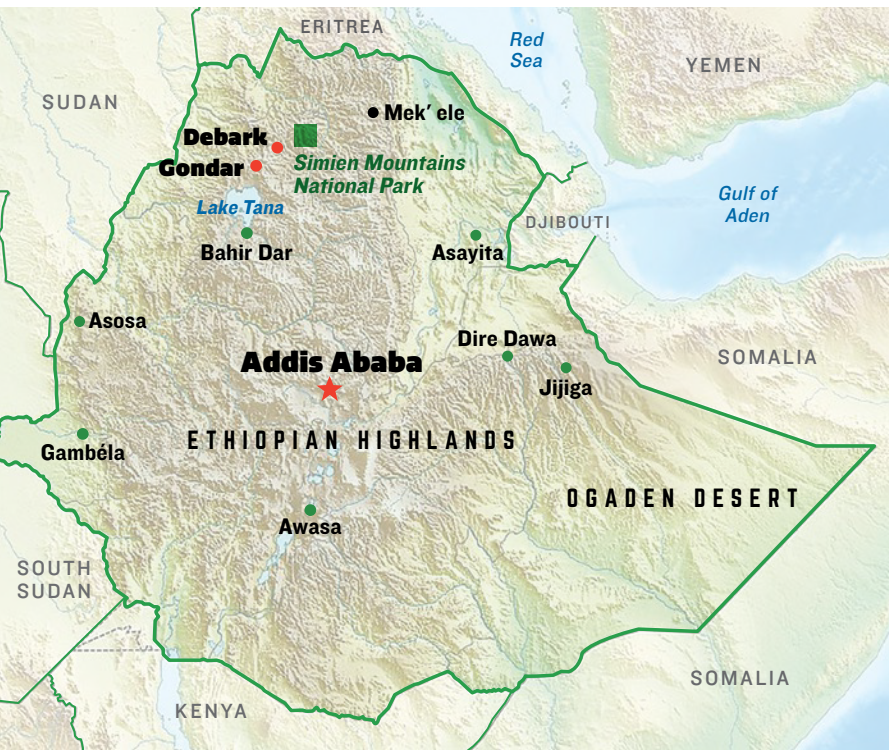 ERITREA
Red
Sea
YEMEN
SUDAN
Mek’ ele
Debark
Gondar
Simien Mountains
National Park
Lake Tana
Gulf of
Aden
DJIBOUTI
Bahir Dar
Asayita
Asosa
Dire Dawa
SOMALIA
Addis Ababa
Jijiga
ETHIOPIAN HIGHLANDS
Gambéla
OGADEN DESERT
Awasa
SOUTH
SUDAN
SOMALIA
KENYA